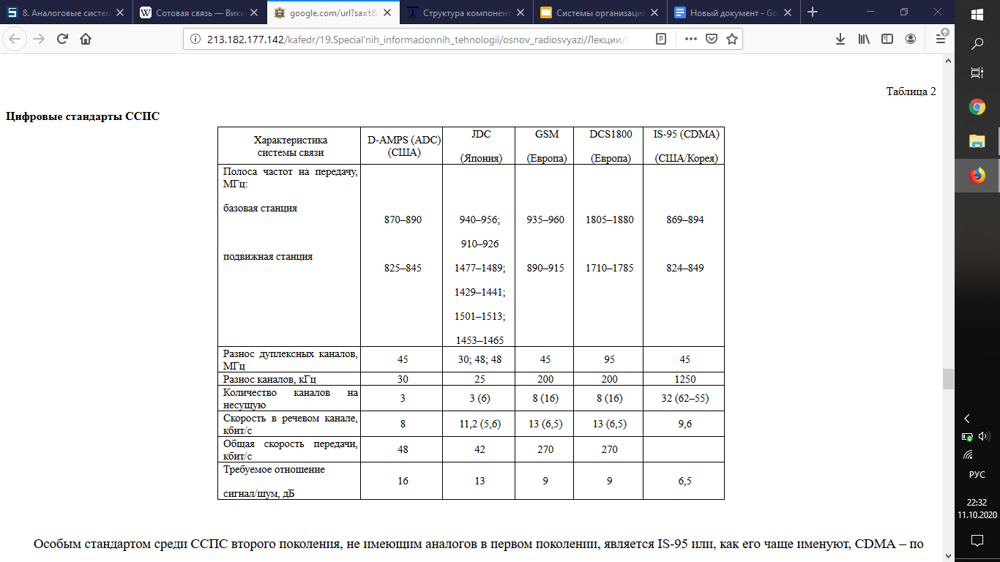 8. Аналоговые систем
Сотовая связь — Вики
google.com/url?sa=t&
Структура компонент
Системы организации
Новый документ - Go
213.182.177.142/kafedr/19.Special'nih_informacionnih_tehnologii/osnov_radiosvyazi/Лекции/
Таблица 2
Цифровые стандарты ССПС
Характеристика
системы связи
D-AMPS (ADC)
(США)
JDC
(Япония)
GSM
(Европа)
DCS1800
(Европа)
IS-95 (CDMA)
(США/Корея)
Полоса частот на передачу,
МГц:
базовая станция
870–890
940–956;
935–960
1805–1880
869–894
910–926
подвижная станция
825–845
1477–1489;
890–915
1710–1785
824–849
1429–1441;
1501–1513;
1453–1465
Разнос дуплексных каналов,
МГц
45
30; 48; 48
45
95
45
Разнос каналов, кГц
30
25
200
200
1250
Количество каналов на
несущую
3
3 (6)
8 (16)
8 (16)
32 (62–55)
Скорость в речевом канале,
кбит/с
8
11,2 (5,6)
13 (6,5)
13 (6,5)
9,6
Общая скорость передачи,
кбит/с
48
42
270
270
Требуемое отношение
сигнал/шум, дБ
16
13
9
9
6,5
Особым стандартом среди ССПС второго поколения, не имеющим аналогов в первом поколении, является IS-95 или, как его чаще именуют, CDMA – по
РУС
22:32
11.10.2020